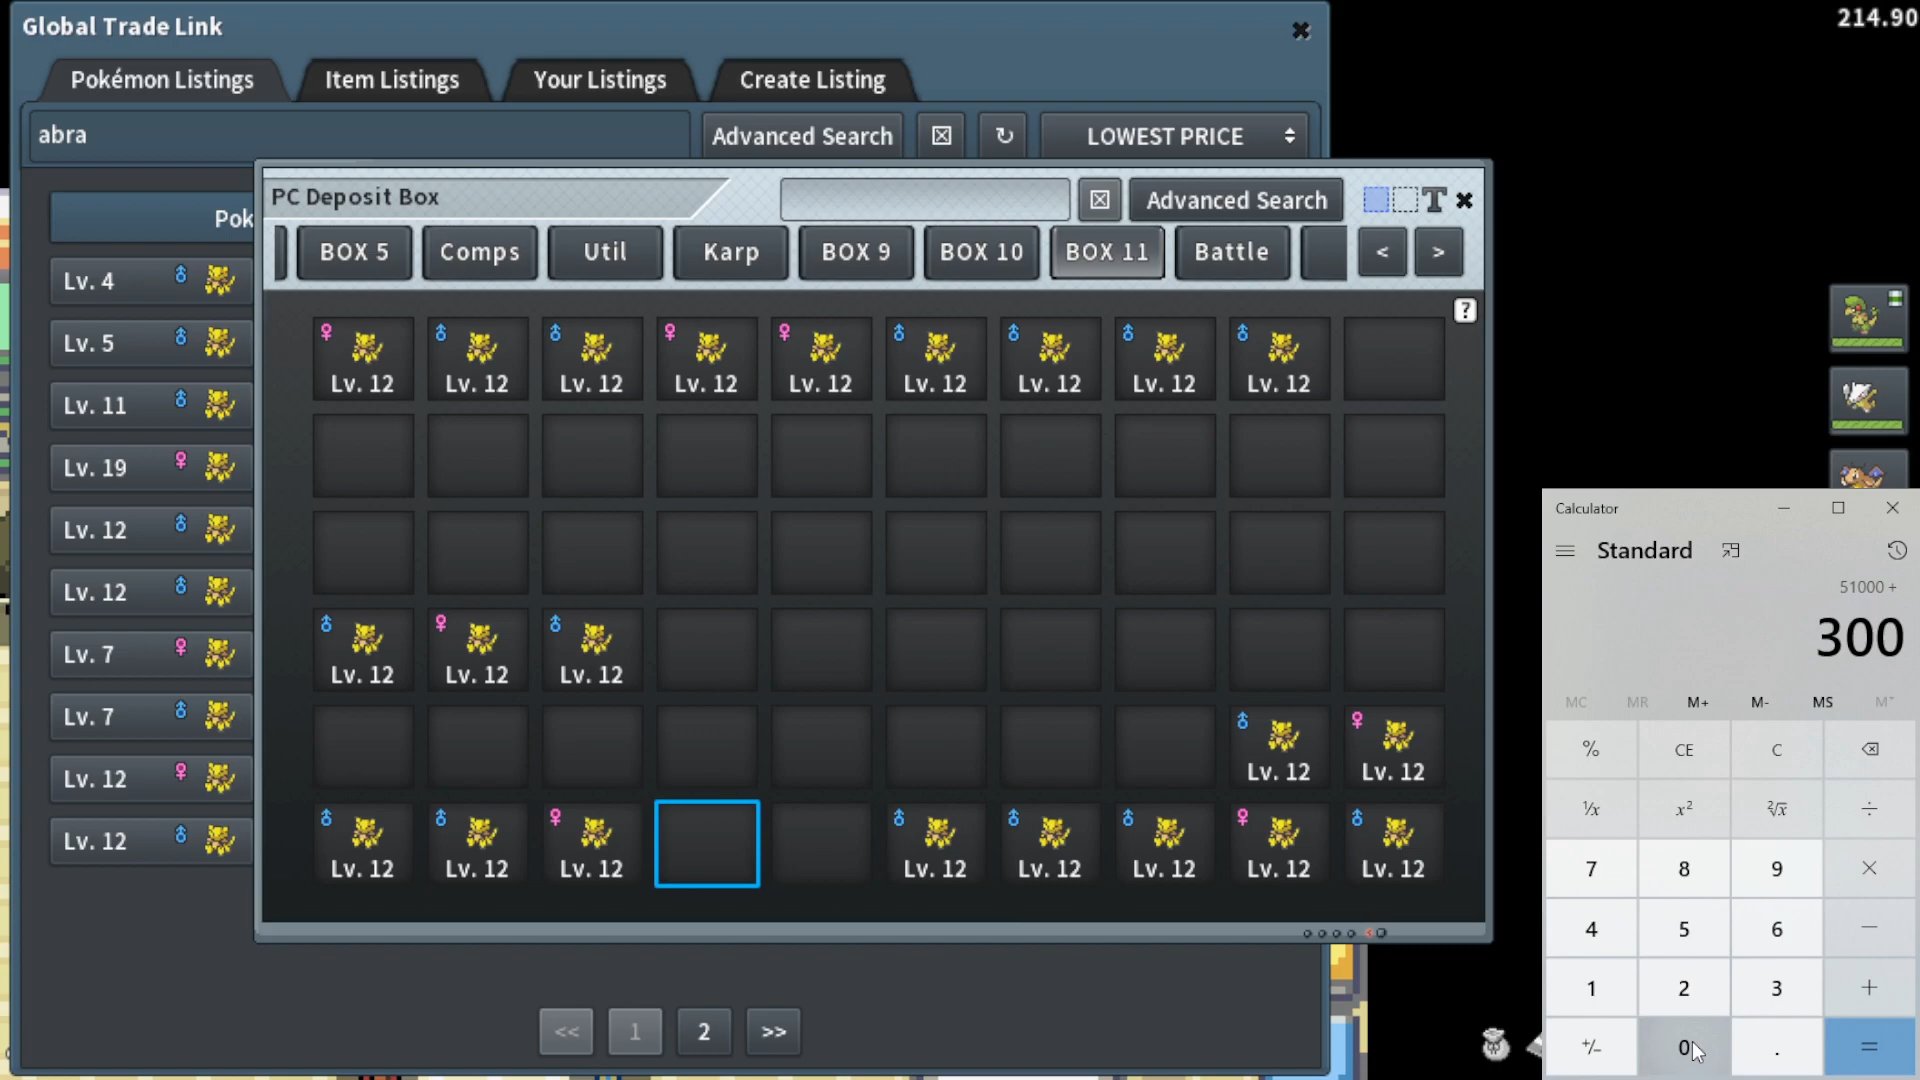 Global Trade Link
214.90
Pokémon Listings
Item Listings
Your Listings
Create Listing
abra
Advanced Search
LOWEST PRICE
PC Deposit Box
Advanced Search
T
BOX 5
Comps
Util
Karp
BOX 9
BOX 10
BOX 11
Battle
<
>
?
Pok
Lv. 4
Lv. 5
Lv. 11
Lv. 19
Lv. 12
Lv. 12
Lv. 7
Lv. 7
Lv. 12
Lv. 12
Lv. 12 Lv. 12 Lv. 12 Lv. 12 Lv. 12 Lv. 12 Lv. 12 Lv. 12 Lv. 12
Lv. 12 Lv. 12 Lv. 12
Lv. 12 Lv. 12
Lv. 12 Lv. 12 Lv. 12 Lv. 12 Lv. 12 Lv. 12 Lv. 12 Lv. 12
<< 1 2 >>
Calculator
Standard
51000 +
300
MC MR M+ M- MS M˅
% CE C
¹/x x² ²√x ÷
7 8 9 ×
4 5 6 −
1 2 3 +
+/− 0 . =